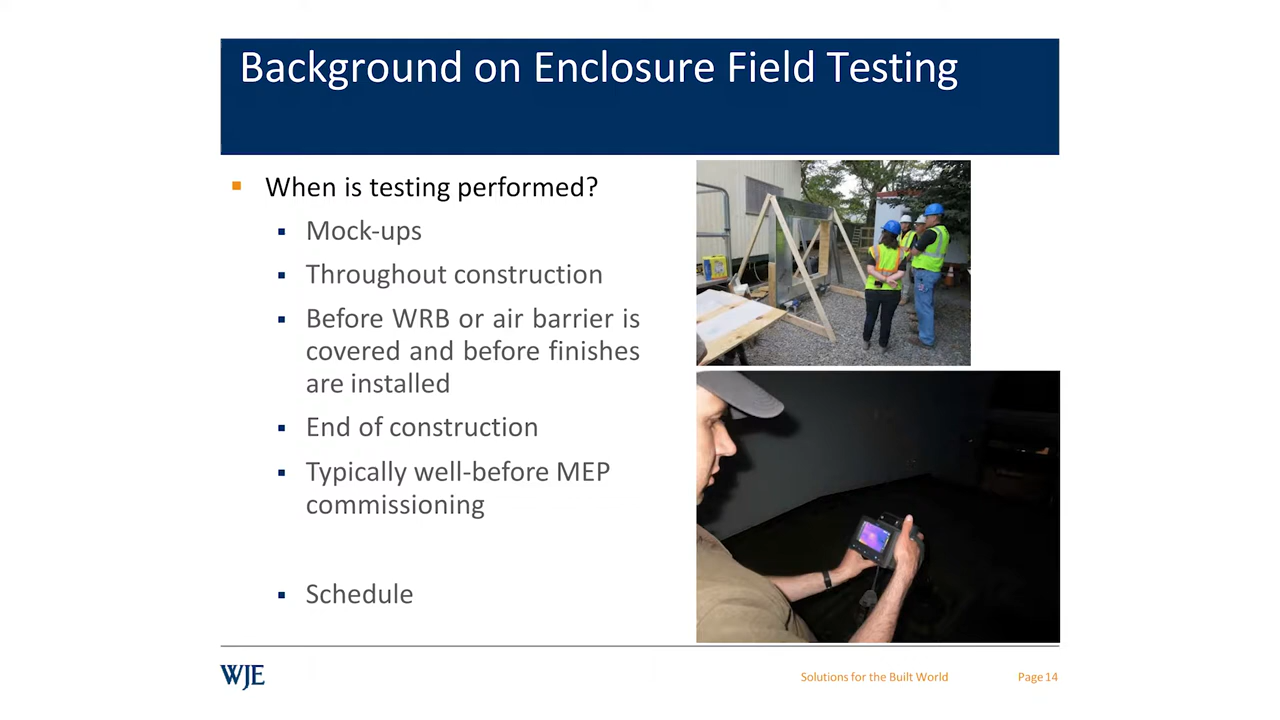 Background on Enclosure Field Testing
When is testing performed?
Mock-ups
Throughout construction
Before WRB or air barrier is
covered and before finishes
are installed
End of construction
Typically well-before MEP
commissioning
Schedule
WJE
Solutions for the Built World
Page 14